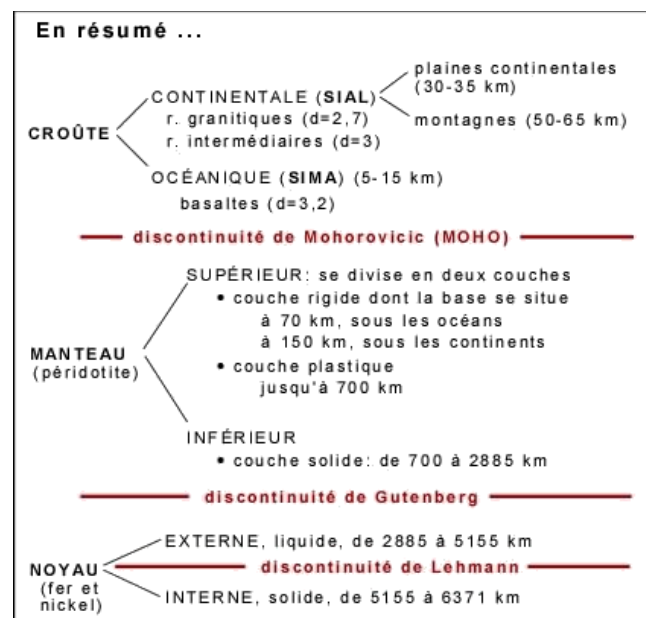 En résumé ...
CROÛTE
CONTINENTALE (SIAL)
r. granitiques (d=2,7)
r. intermédiaires (d=3)
plaines continentales
(30-35 km)
montagnes (50-65 km)
OCÉANIQUE (SIMA) (5-15 km)
basaltes (d=3,2)
discontinuité de Mohorovicic (MOHO)
MANTEAU
(péridotite)
SUPÉRIEUR: se divise en deux couches
• couche rigide dont la base se situe
à 70 km, sous les océans
à 150 km, sous les continents
• couche plastique
jusqu'à 700 km
INFÉRIEUR
• couche solide: de 700 à 2885 km
discontinuité de Gutenberg
NOYAU
(fer et
nickel)
EXTERNE, liquide, de 2885 à 5155 km
discontinuité de Lehmann
INTERNE, solide, de 5155 à 6371 km